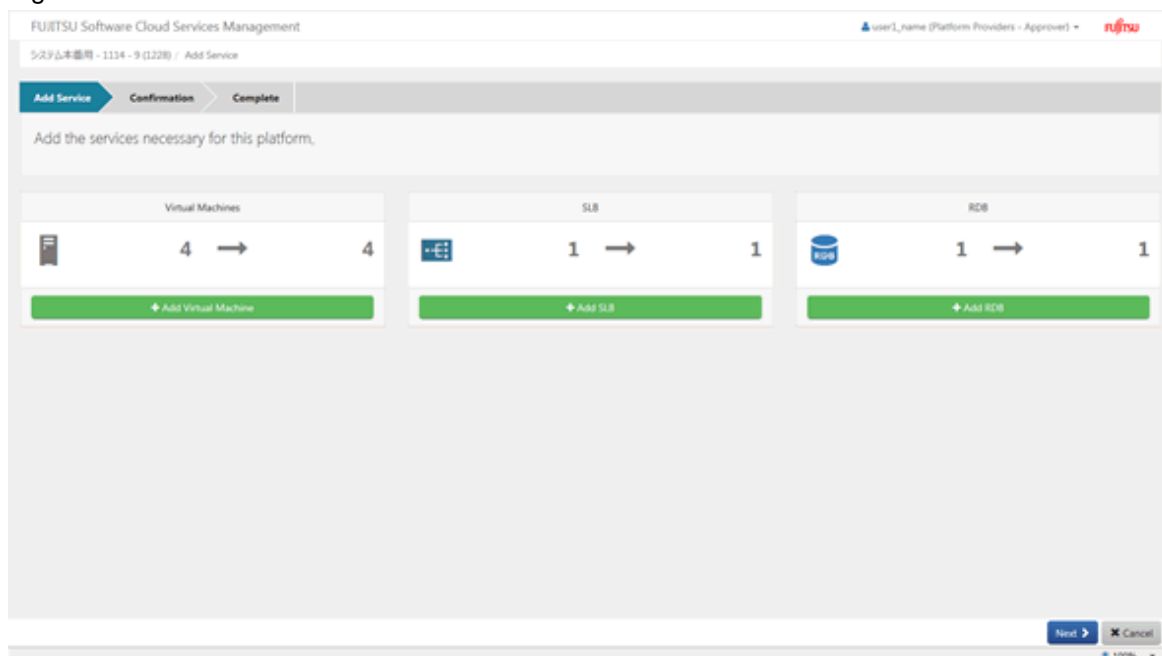 FUJITSU Software Cloud Services Management
user1_name (Platform Providers - Approver)
FUJITSU
システム本番用 - 1114 - 9 (1228) / Add Service
Add Service
Confirmation
Complete
Add the services necessary for this platform.
Virtual Machines
SLB
RDB
4
4
1
1
RDB
1
1
+ Add Virtual Machine
+ Add SLB
+ Add RDB
Next
Cancel
100%